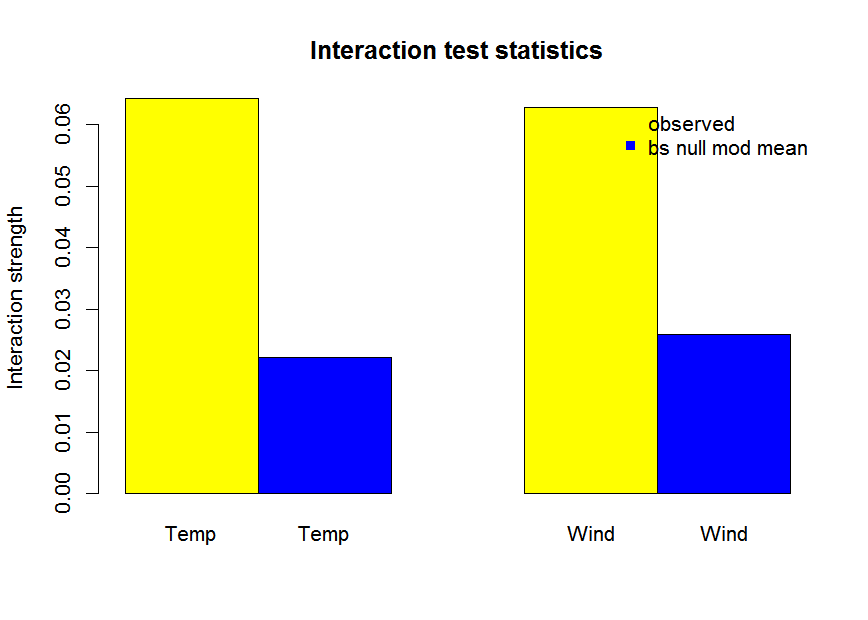 Interaction test statistics
Interaction strength
0.06
0.05
0.04
0.03
0.02
0.01
0.00
observed
bs null mod mean
Temp Temp Wind Wind